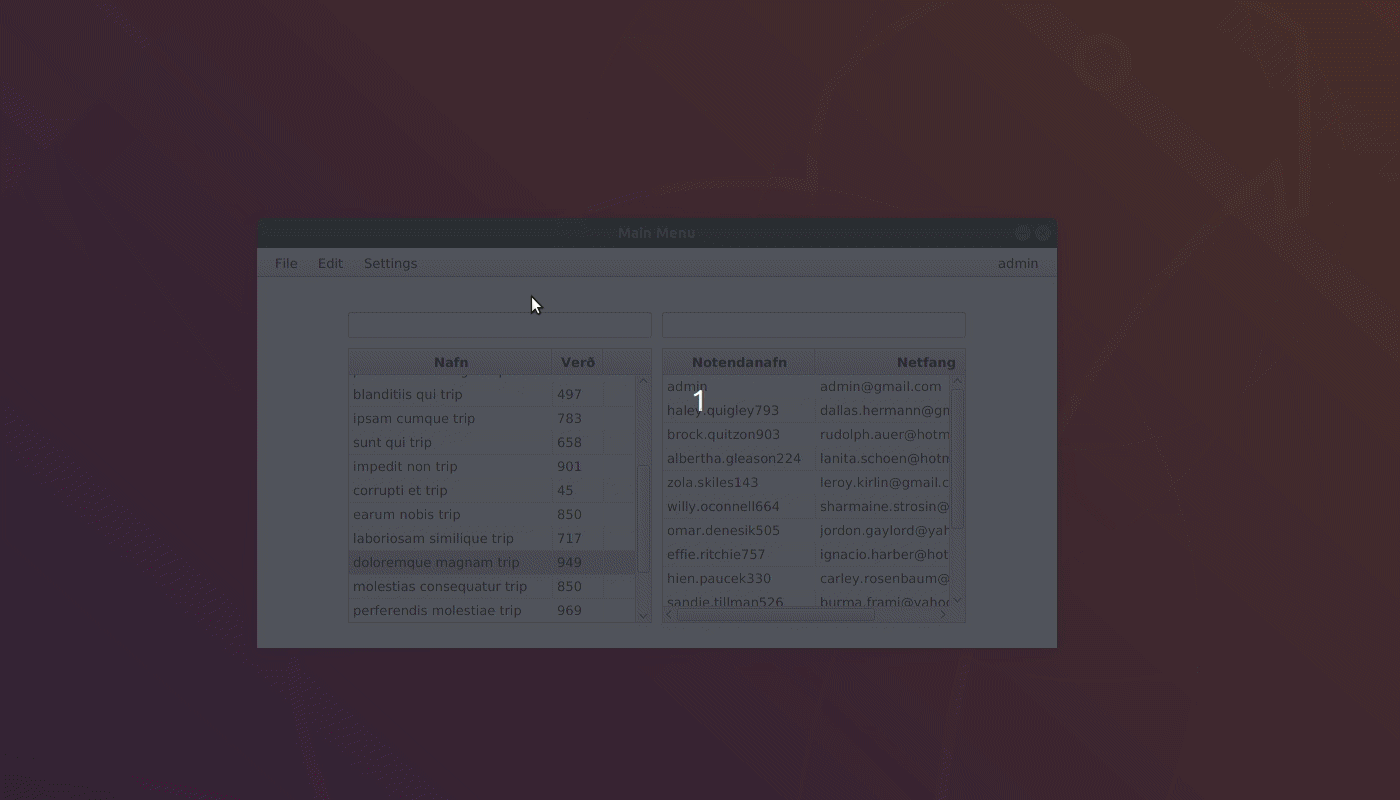 Main Menu
File Edit Settings admin
Nafn Verð
blanditiis qui trip 497
ipsam cumque trip 783
sunt qui trip 658
impedit non trip 901
corrupti et trip 45
earum nobis trip 850
laboriosam similique trip 717
doloremque magnam trip 949
molestias consequatur trip 850
perferendis molestiae trip 969
Notendanafn Netfang
admin admin@gmail.com
haley.quigley793 dallas.hermann@gm
brock.quitzon903 rudolph.auer@hotm
albertha.gleason224 lanita.schoen@hotm
zola.skiles143 leroy.kirlin@gmail.c
willy.oconnell664 sharmaine.strosin@
omar.denesik505 jordon.gaylord@yah
effie.ritchie757 ignacio.harber@hot
hien.paucek330 carley.rosenbaum@
sandie.tillman526 burma.frami@yahoo
1